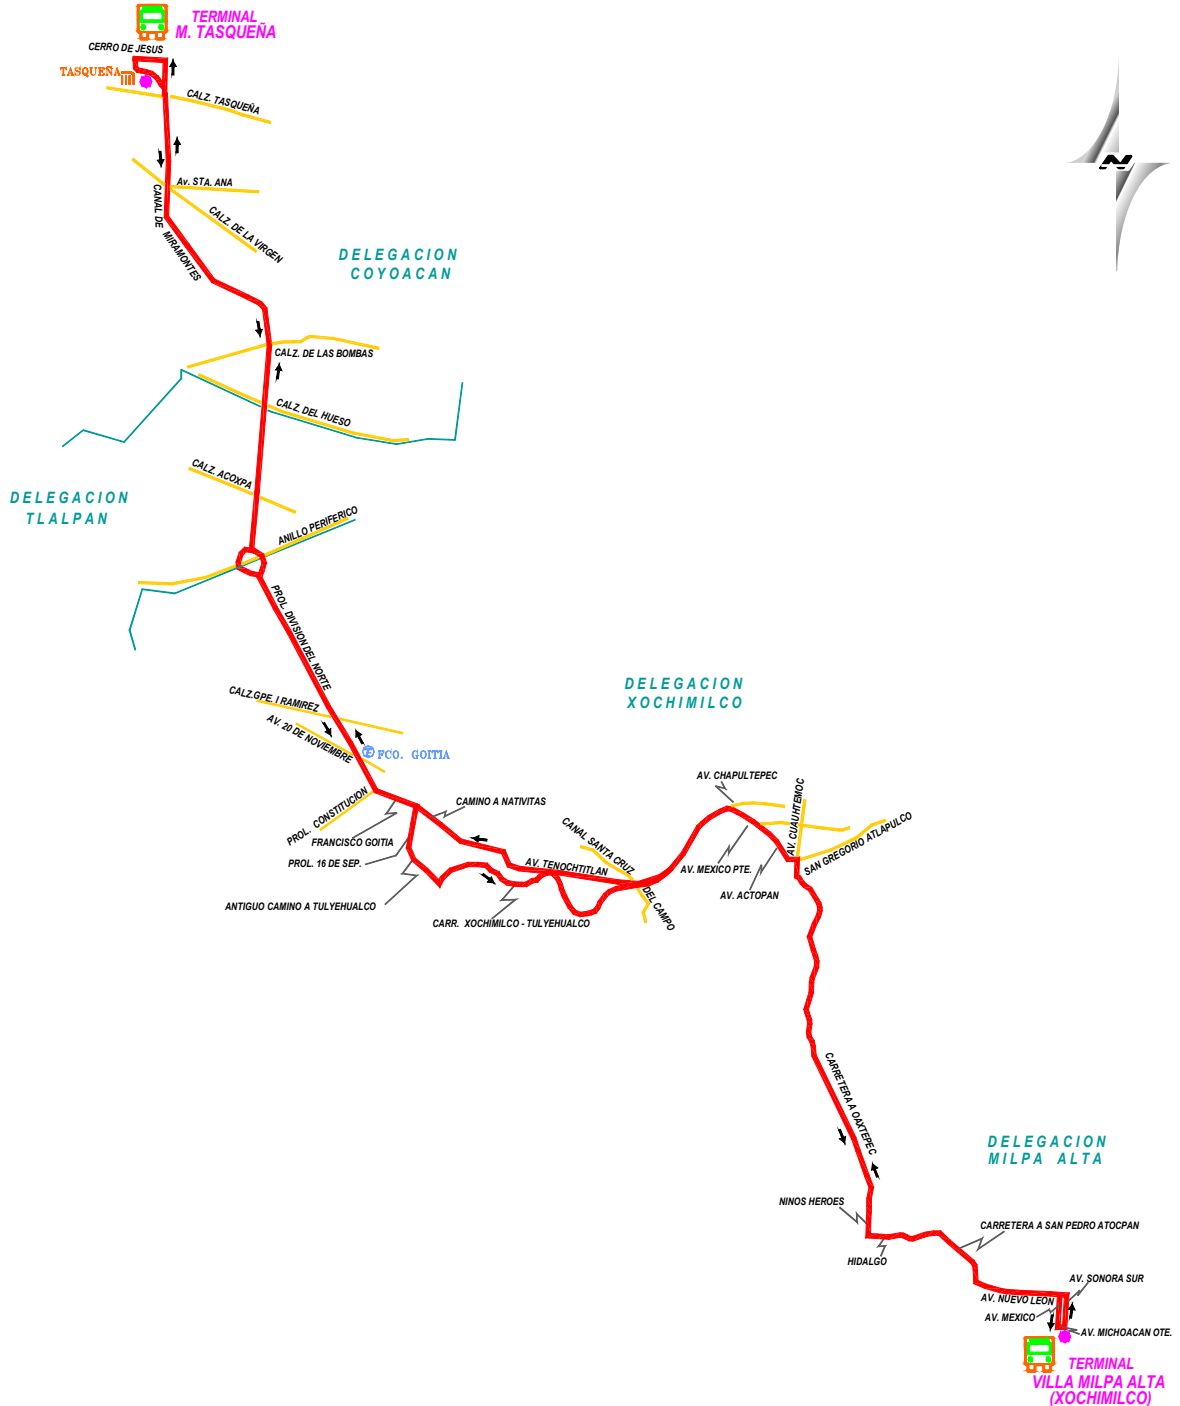 TERMINAL
M. TASQUEÑA
CERRO DE JESUS
TASQUEÑA
CALZ. TASQUEÑA
N
Av. STA. ANA
CANAL DE MIRAMONTES
CALZ. DE LA VIRGEN
DELEGACION
COYOACAN
CALZ. DE LAS BOMBAS
CALZ. DEL HUESO
CALZ. ACOXPA
DELEGACION
TLALPAN
ANILLO PERIFERICO
PROL. DIVISION DEL NORTE
DELEGACION
XOCHIMILCO
CALZ.GPE. I RAMIREZ
AV. 20 DE NOVIEMBRE
FCO. GOITIA
PROL. CONSTITUCION
FRANCISCO GOITIA
CAMINO A NATIVITAS
PROL. 16 DE SEP.
ANTIGUO CAMINO A TULYEHUALCO
AV. TENOCHTITLAN
CARR. XOCHIMILCO - TULYEHUALCO
CANAL SANTA CRUZ
DEL CAMPO
AV. CHAPULTEPEC
AV. CUAUHTEMOC
SAN GREGORIO ATLAPULCO
AV. MEXICO PTE.
AV. ACTOPAN
CARRETERA A OAXTEPEC
DELEGACION
MILPA ALTA
NINOS HEROES
HIDALGO
CARRETERA A SAN PEDRO ATOCPAN
AV. SONORA SUR
AV. NUEVO LEON
AV. MEXICO
AV. MICHOACAN OTE.
TERMINAL
VILLA MILPA ALTA
(XOCHIMILCO)